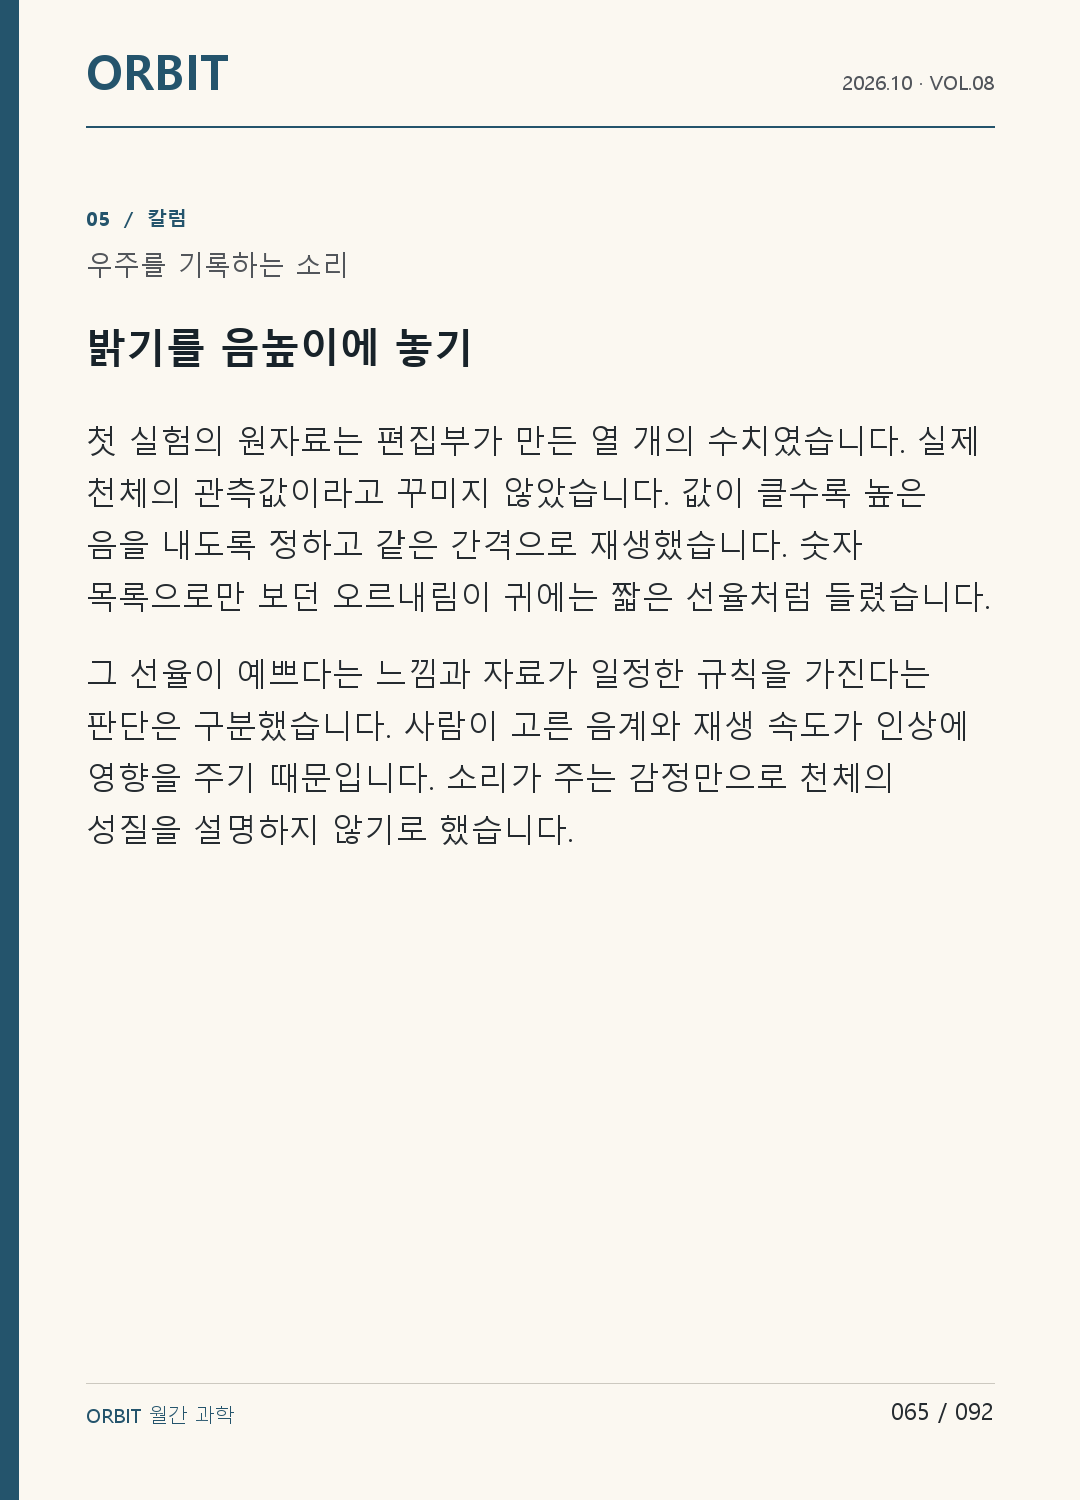 ORBIT
2026.10 · VOL.08
05 / 칼럼
우주를 기록하는 소리
밝기를 음높이에 놓기
첫 실험의 원자료는 편집부가 만든 열 개의 수치였습니다. 실제
천체의 관측값이라고 꾸미지 않았습니다. 값이 클수록 높은
음을 내도록 정하고 같은 간격으로 재생했습니다. 숫자
목록으로만 보던 오르내림이 귀에는 짧은 선율처럼 들렸습니다.
그 선율이 예쁘다는 느낌과 자료가 일정한 규칙을 가진다는
판단은 구분했습니다. 사람이 고른 음계와 재생 속도가 인상에
영향을 주기 때문입니다. 소리가 주는 감정만으로 천체의
성질을 설명하지 않기로 했습니다.
ORBIT 월간 과학
065 / 092